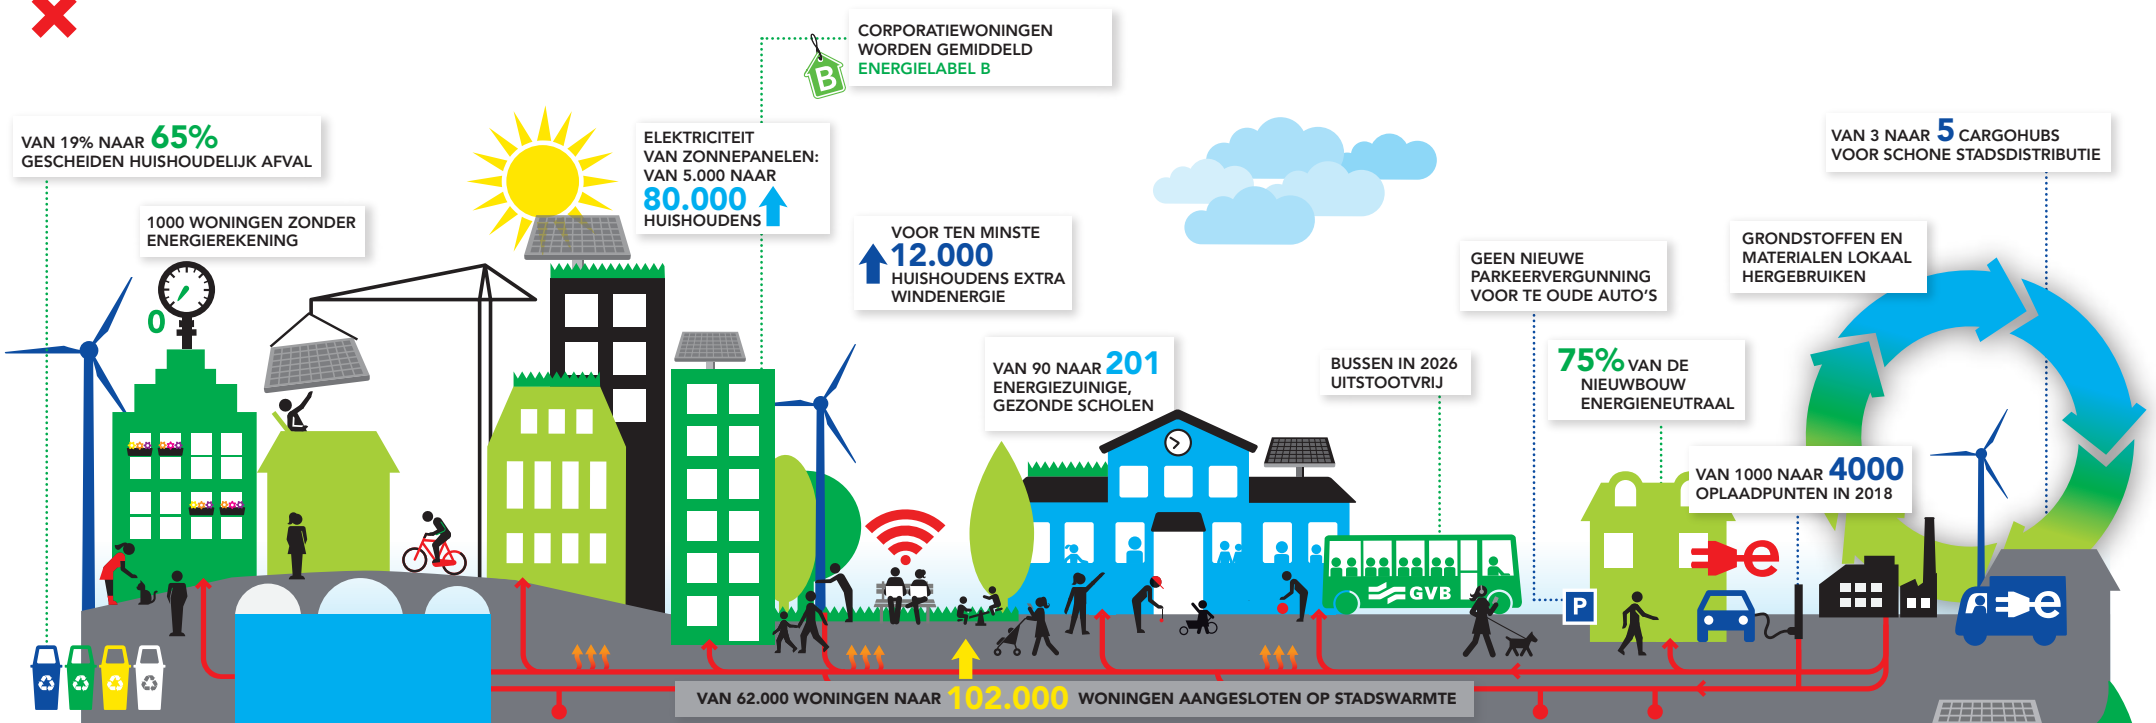 CORPORATIEWONINGEN
WORDEN GEMIDDELD
ENERGIELABEL B
B
VAN 19% NAAR 65%
GESCHEIDEN HUISHOUDELIJK AFVAL
1000 WONINGEN ZONDER
ENERGIEREKENING
0
ELEKTRICITEIT
VAN ZONNEPANELEN:
VAN 5.000 NAAR
80.000
HUISHOUDENS
VOOR TEN MINSTE
12.000
HUISHOUDENS EXTRA
WINDENERGIE
VAN 90 NAAR 201
ENERGIEZUINIGE,
GEZONDE SCHOLEN
BUSSEN IN 2026
UITSTOOTVRIJ
GEEN NIEUWE
PARKEERVERGUNNING
VOOR TE OUDE AUTO'S
75% VAN DE
NIEUWBOUW
ENERGIENEUTRAAL
VAN 3 NAAR 5 CARGOHUBS
VOOR SCHONE STADSDISTRIBUTIE
GRONDSTOFFEN EN
MATERIALEN LOKAAL
HERGEBRUIKEN
VAN 1000 NAAR 4000
OPLAADPUNTEN IN 2018
GVB
P
e
e
VAN 62.000 WONINGEN NAAR 102.000 WONINGEN AANGESLOTEN OP STADSWARMTE